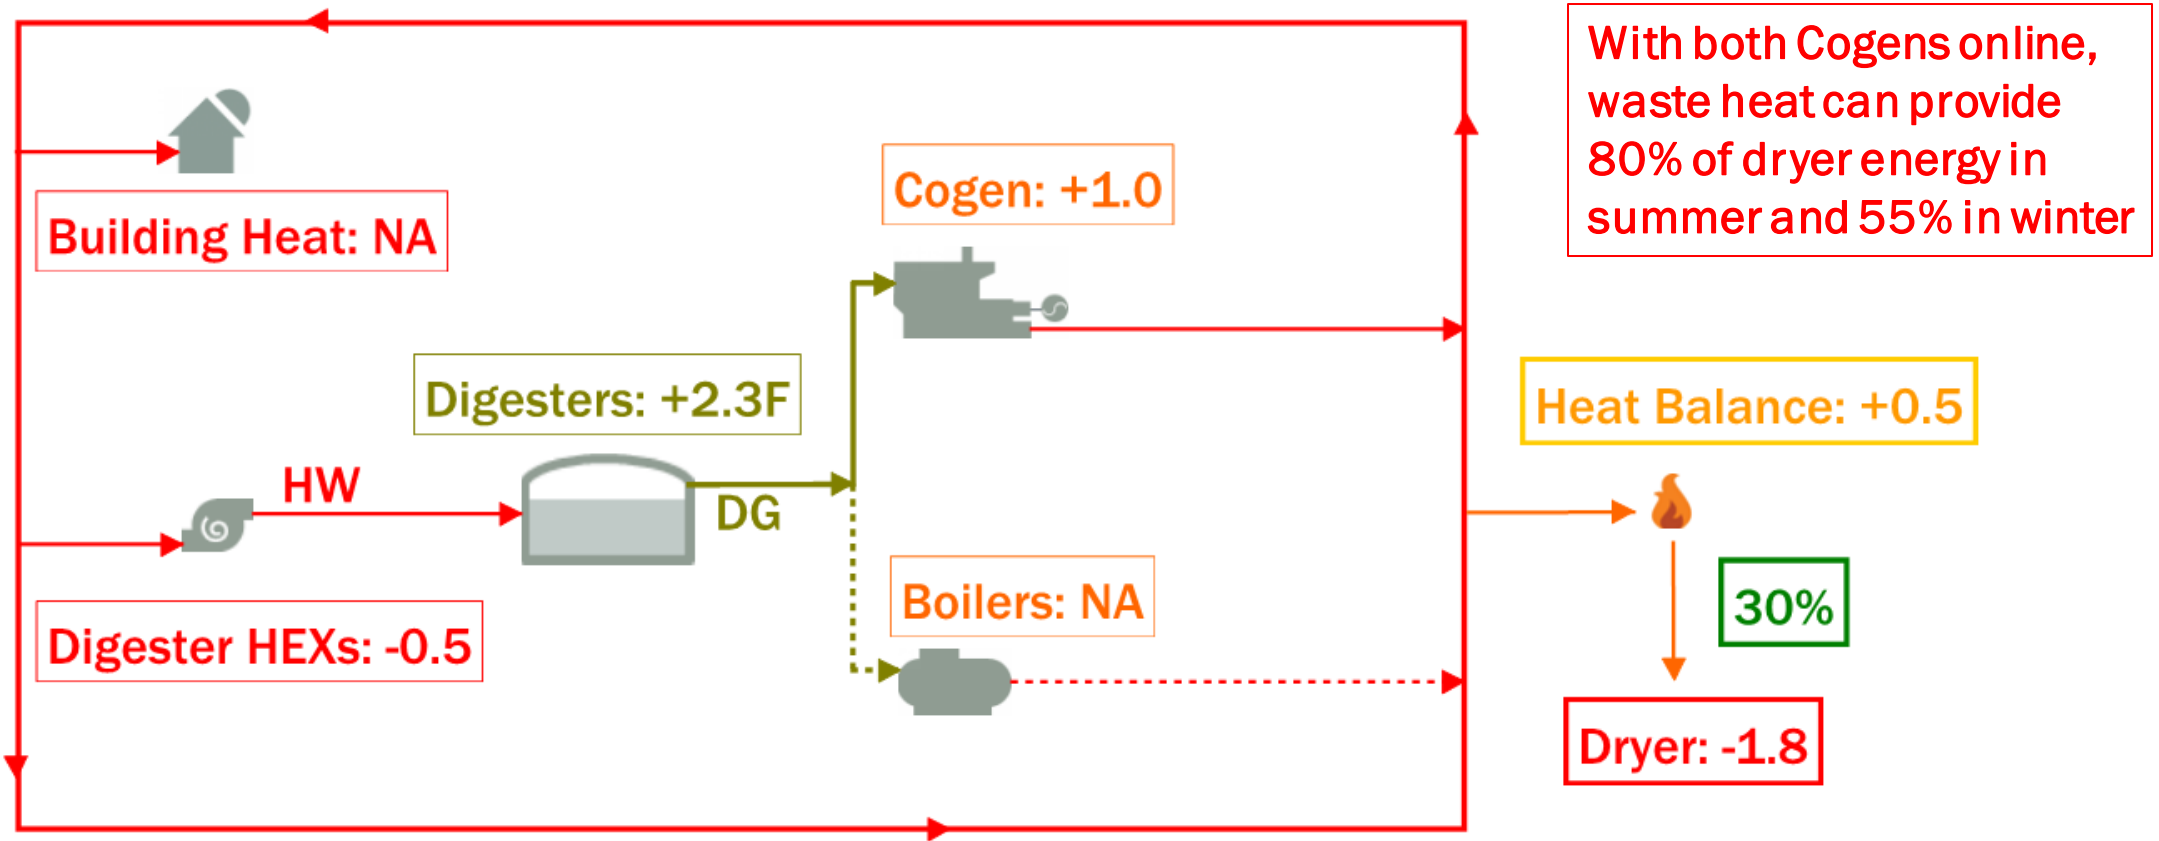 With both Cogens online,
waste heat can provide
80% of dryer energy in
summer and 55% in winter
Building Heat: NA
Cogen: +1.0
Digesters: +2.3F
Heat Balance: +0.5
HW
DG
Boilers: NA
30%
Digester HEXs: -0.5
Dryer: -1.8